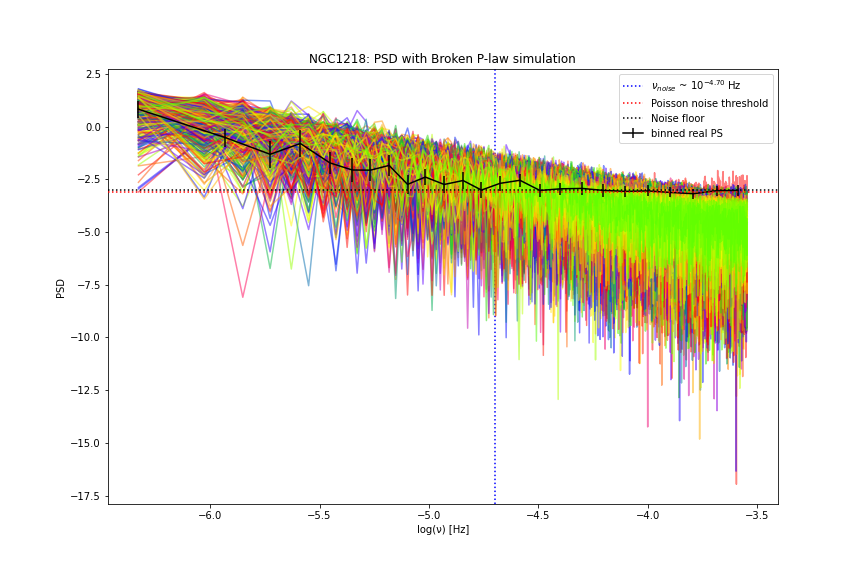 NGC1218: PSD with Broken P-law simulation
2.5
0.0
−2.5
−5.0
−7.5
−10.0
−12.5
−15.0
−17.5
PSD
ν_noise ~ 10^−4.70 Hz
Poisson noise threshold
Noise floor
binned real PS
−6.0 −5.5 −5.0 −4.5 −4.0 −3.5
log(ν) [Hz]